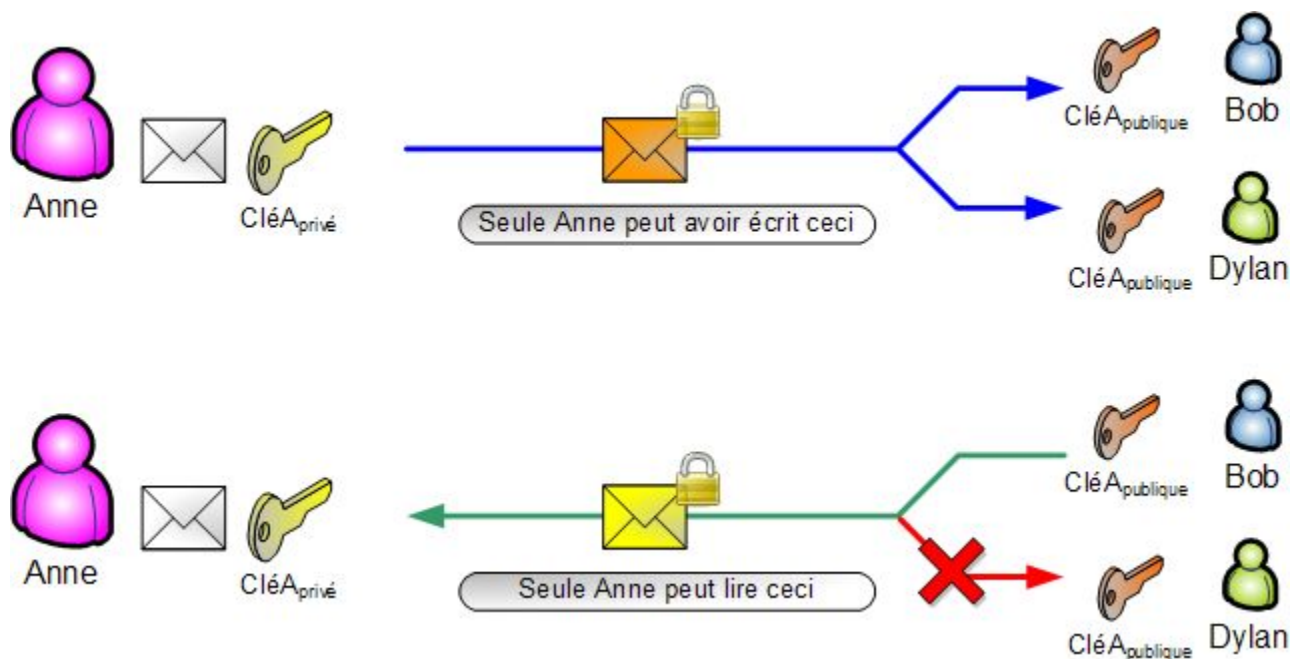 Anne
CléAprivé
Seule Anne peut avoir écrit ceci
CléApublique
Bob
CléApublique
Dylan
Anne
CléAprivé
Seule Anne peut lire ceci
CléApublique
Bob
CléApublique
Dylan